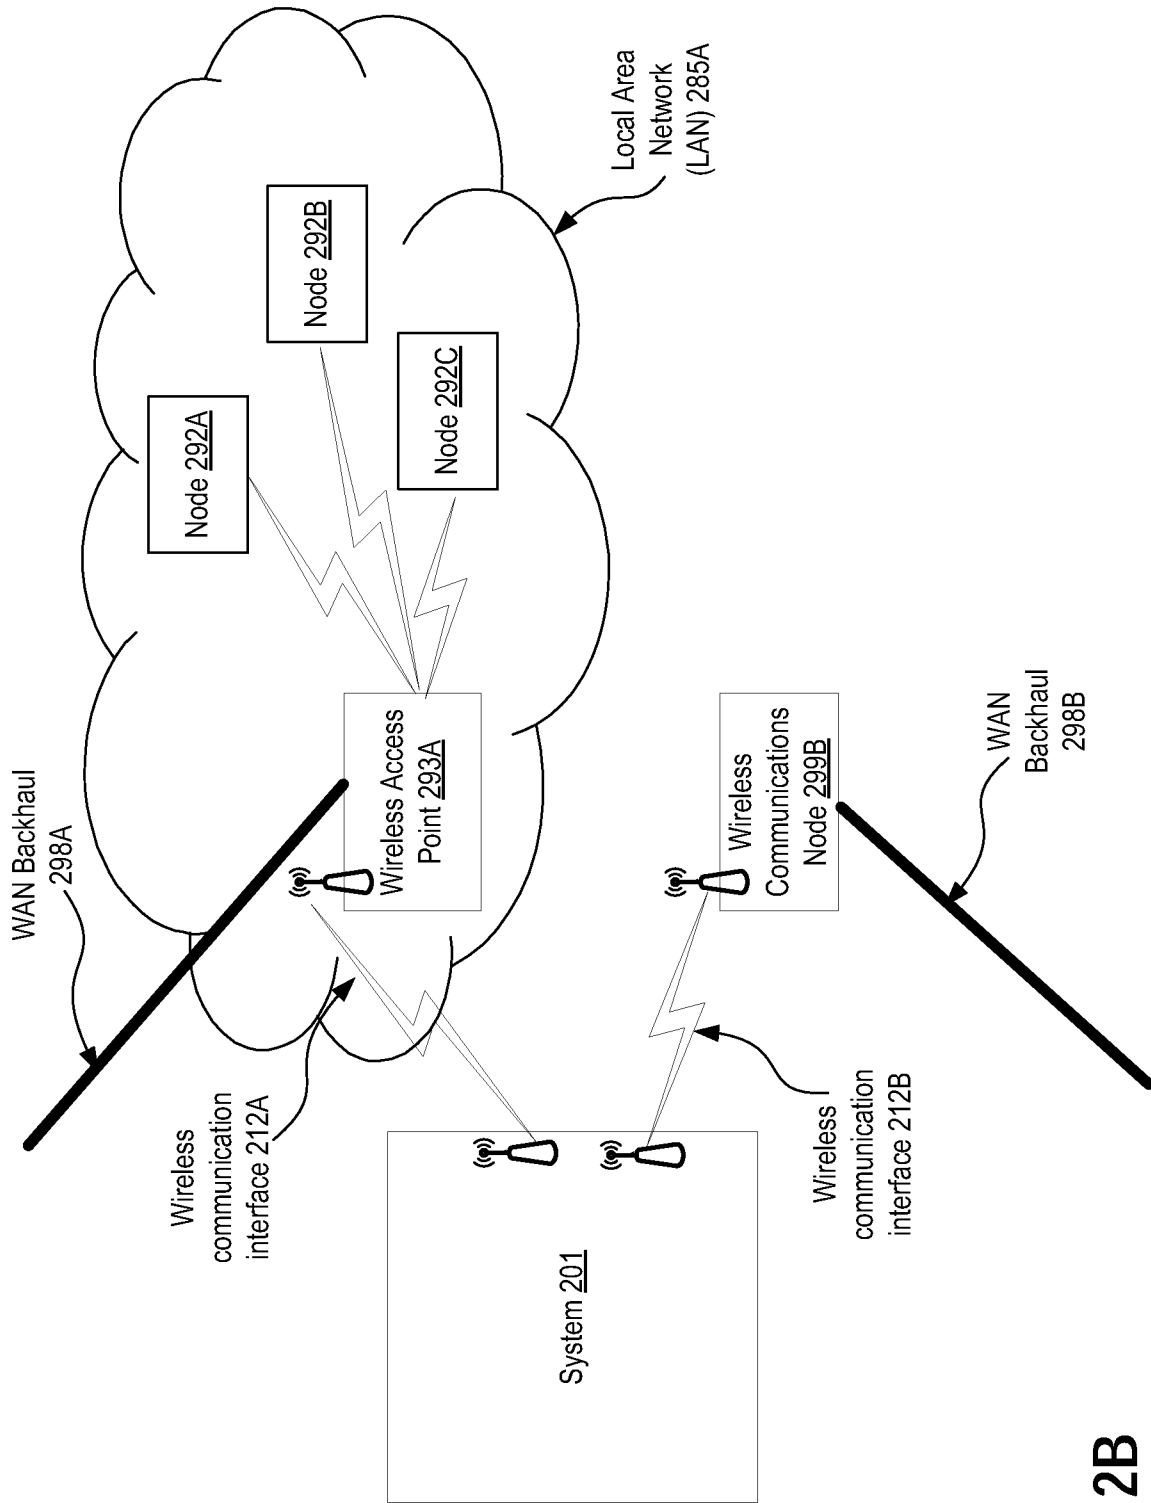 WAN Backhaul
298A
Wireless
communication
interface 212A
System 201
Wireless Access
Point 293A
Node 292A
Node 292B
Node 292C
Local Area
Network
(LAN) 285A
Wireless
communication
interface 212B
Wireless
Communications
Node 299B
WAN
Backhaul
298B
2B